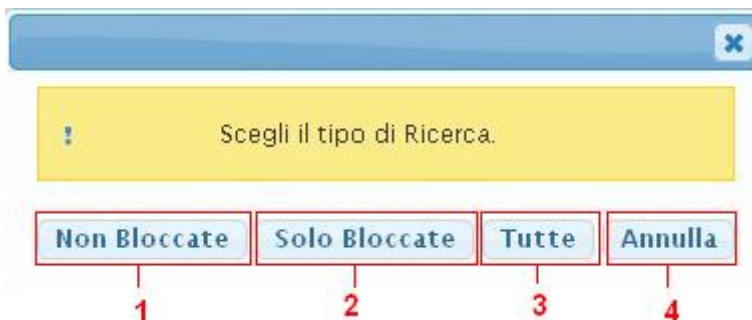 ! Scegli il tipo di Ricerca.
Non Bloccate Solo Bloccate Tutte Annulla
1 2 3 4